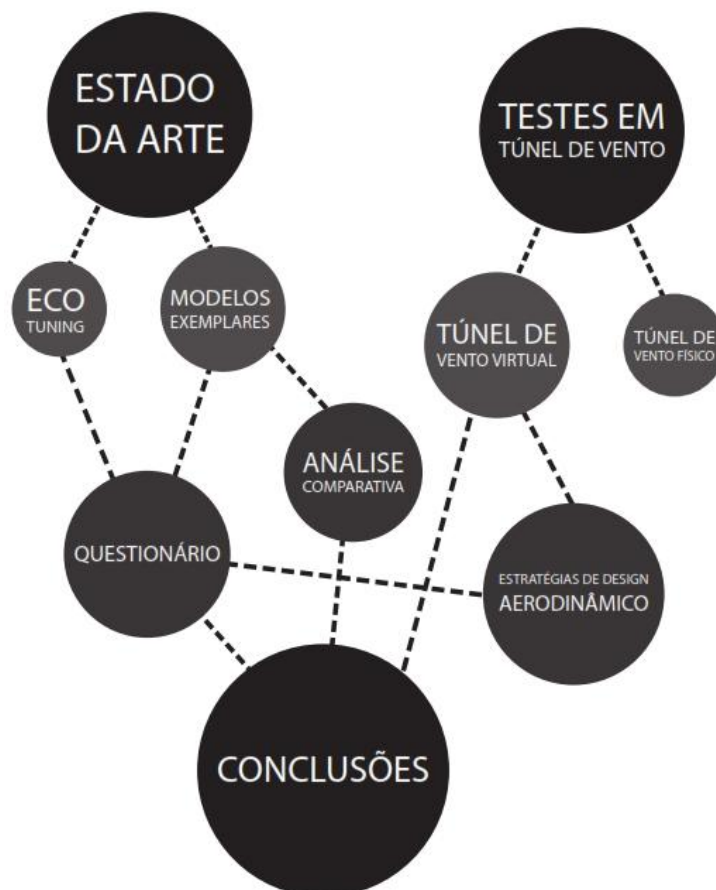 ESTADO
DA ARTE
TESTES EM
TÚNEL DE VENTO
ECO
TUNING
MODELOS
EXEMPLARES
TÚNEL DE
VENTO VIRTUAL
TÚNEL DE
VENTO FÍSICO
ANÁLISE
COMPARATIVA
QUESTIONÁRIO
ESTRATÉGIAS DE DESIGN
AERODINÂMICO
CONCLUSÕES